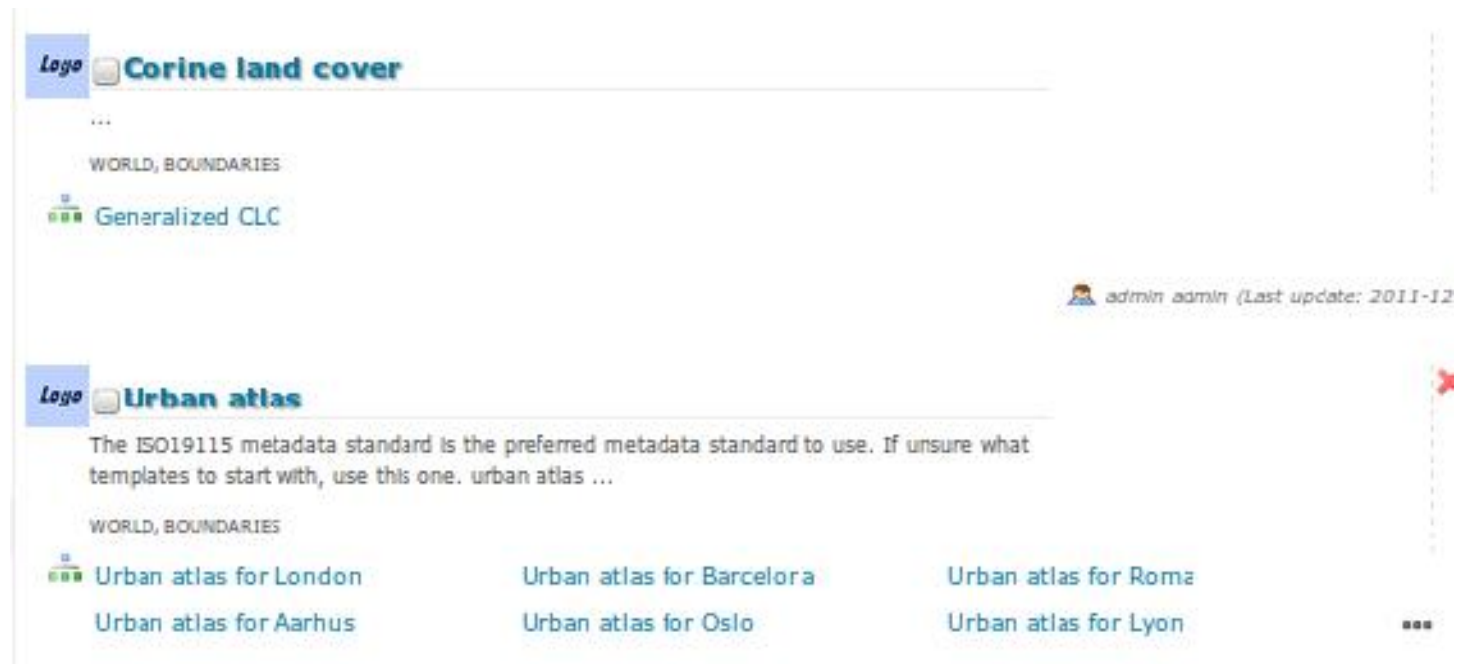 Logo Corine land cover
...
WORLD, BOUNDARIES
Generalized CLC
admin admin (Last update: 2011-12
Logo Urban atlas
The ISO19115 metadata standard is the preferred metadata standard to use. If unsure what
templates to start with, use this one. urban atlas ...
WORLD, BOUNDARIES
Urban atlas for London Urban atlas for Barcelona Urban atlas for Roma
Urban atlas for Aarhus Urban atlas for Oslo Urban atlas for Lyon